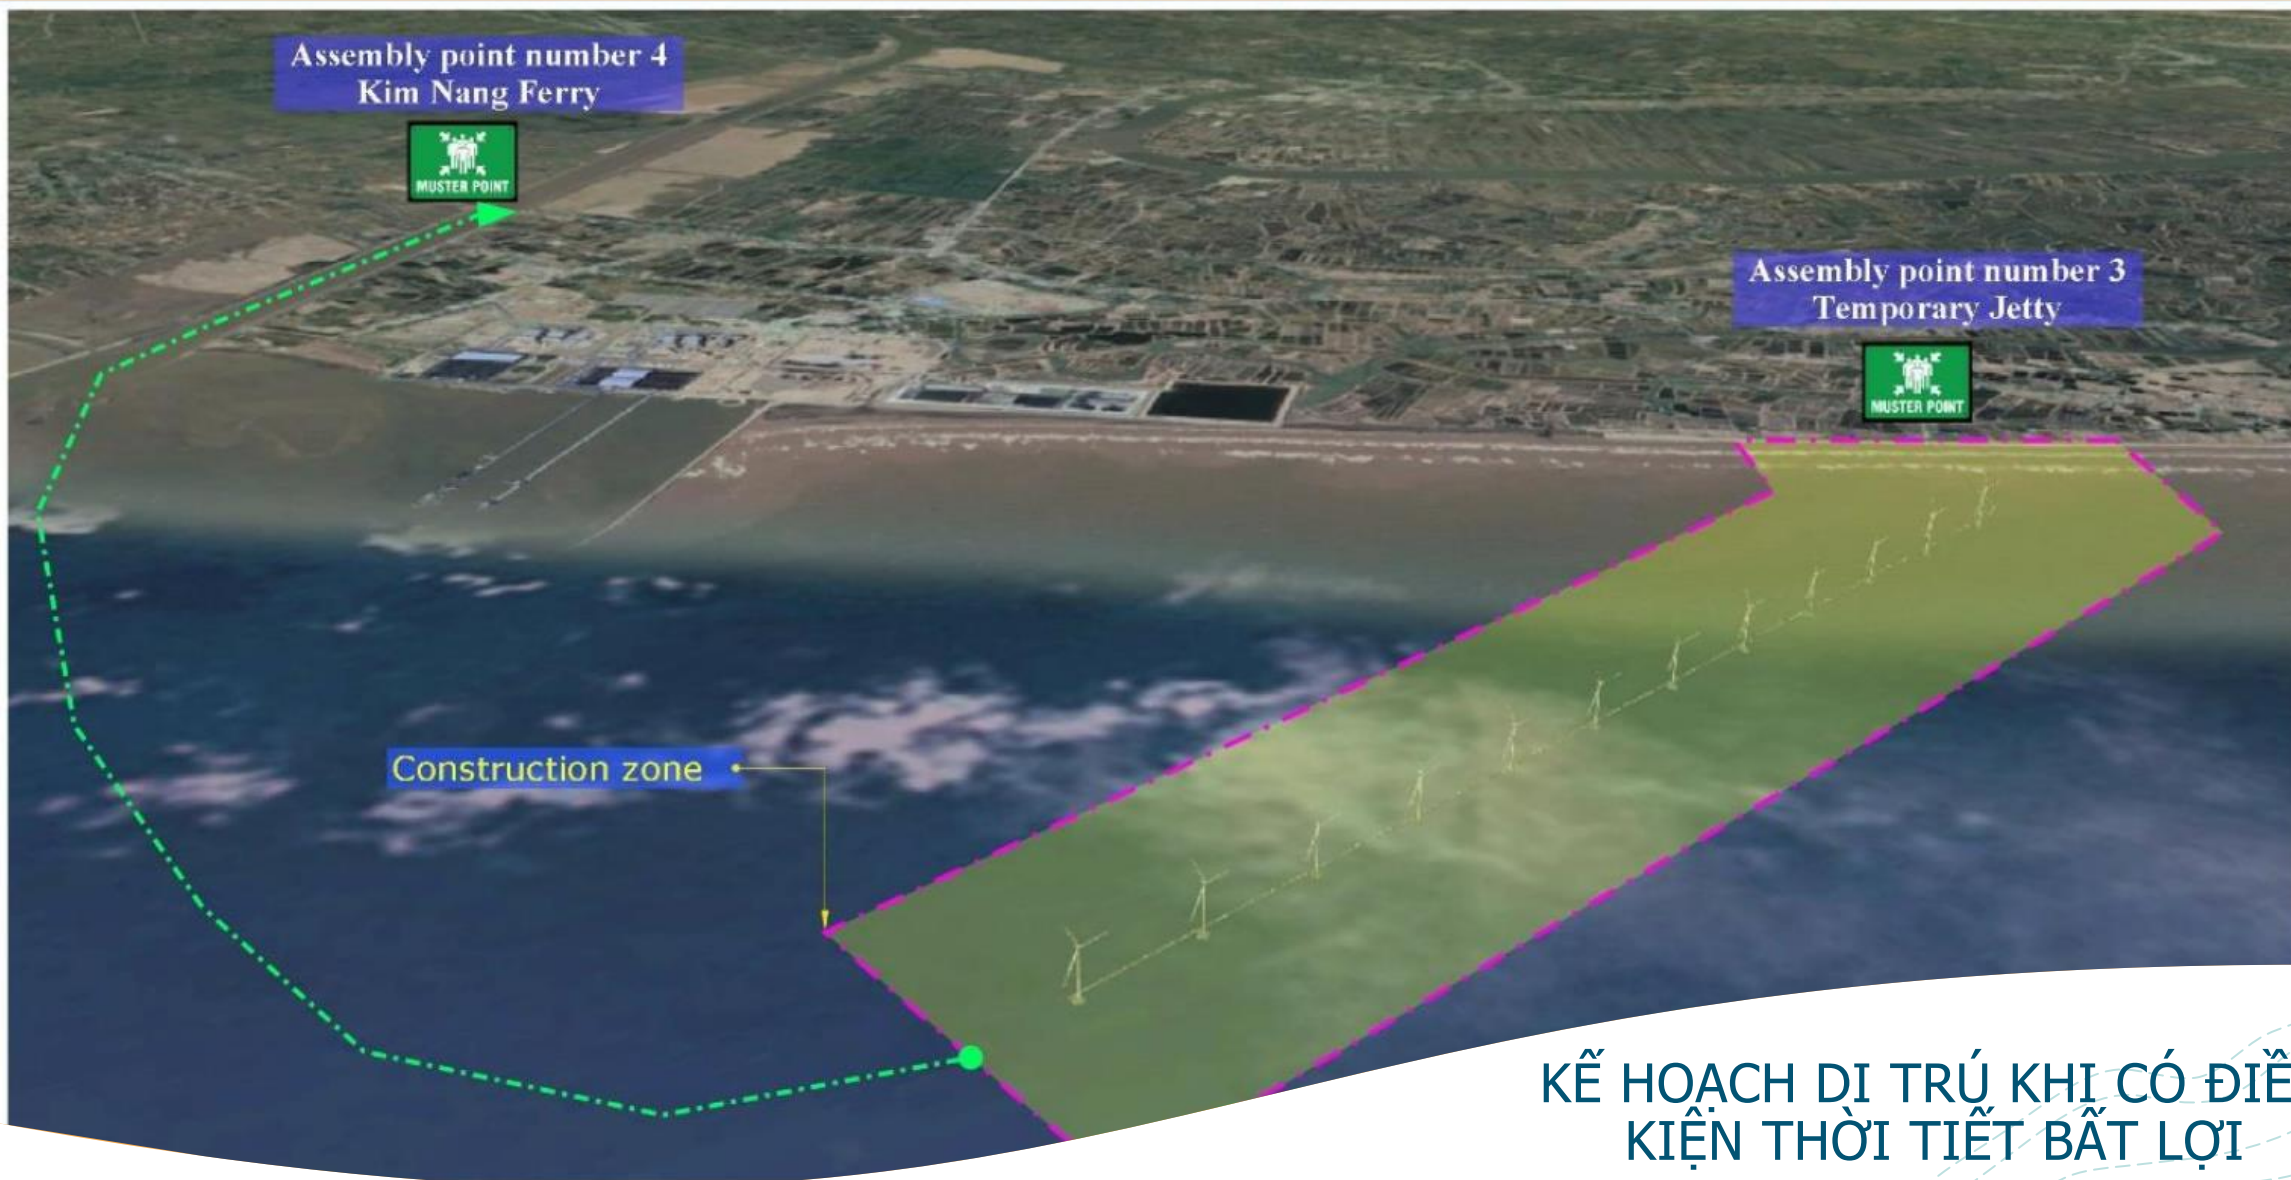 Assembly point number 4
Kim Nang Ferry
MUSTER POINT
Assembly point number 3
Temporary Jetty
MUSTER POINT
Construction zone
KẾ HOẠCH DI TRÚ KHI CÓ ĐIỀ
KIỆN THỜI TIẾT BẤT LỢI